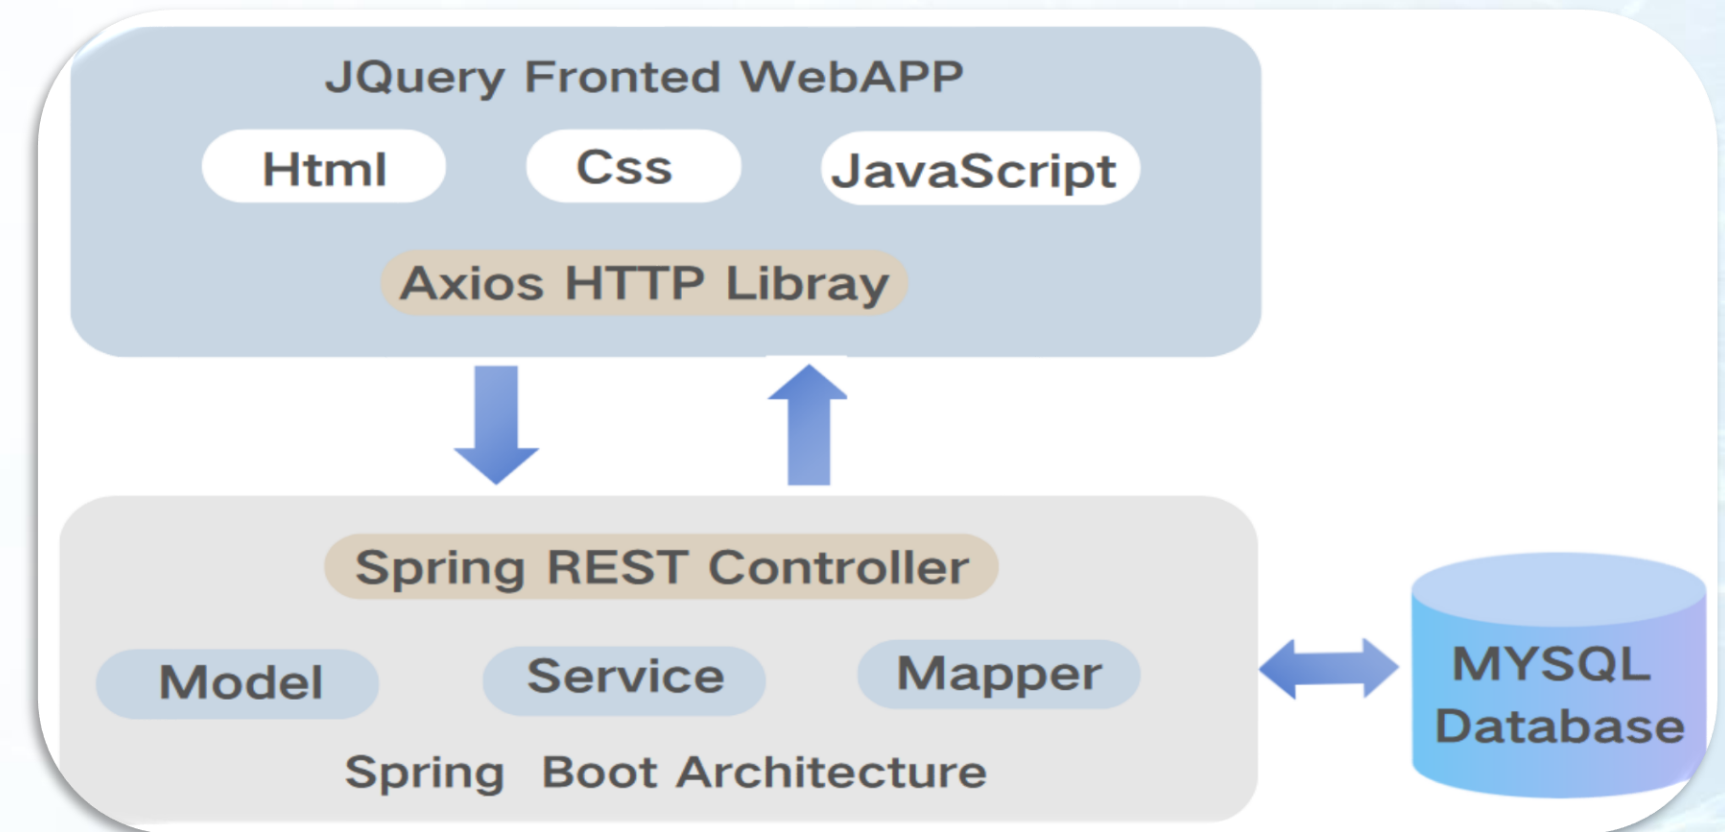 JQuery Fronted WebAPP
Html Css JavaScript
Axios HTTP Libray
Spring REST Controller
Model Service Mapper
Spring Boot Architecture
MYSQL
Database